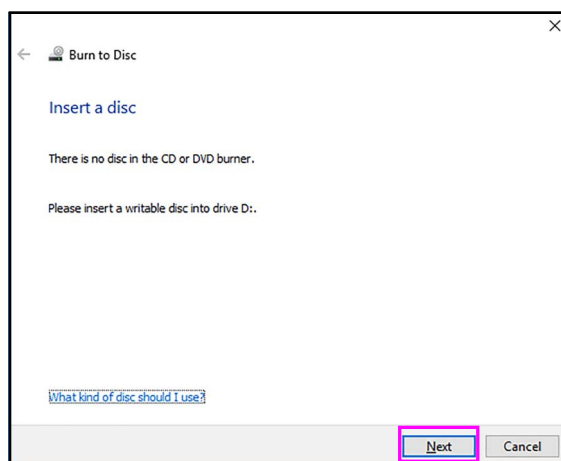 Burn to Disc
Insert a disc
There is no disc in the CD or DVD burner.
Please insert a writable disc into drive D:.
What kind of disc should I use?
Next Cancel